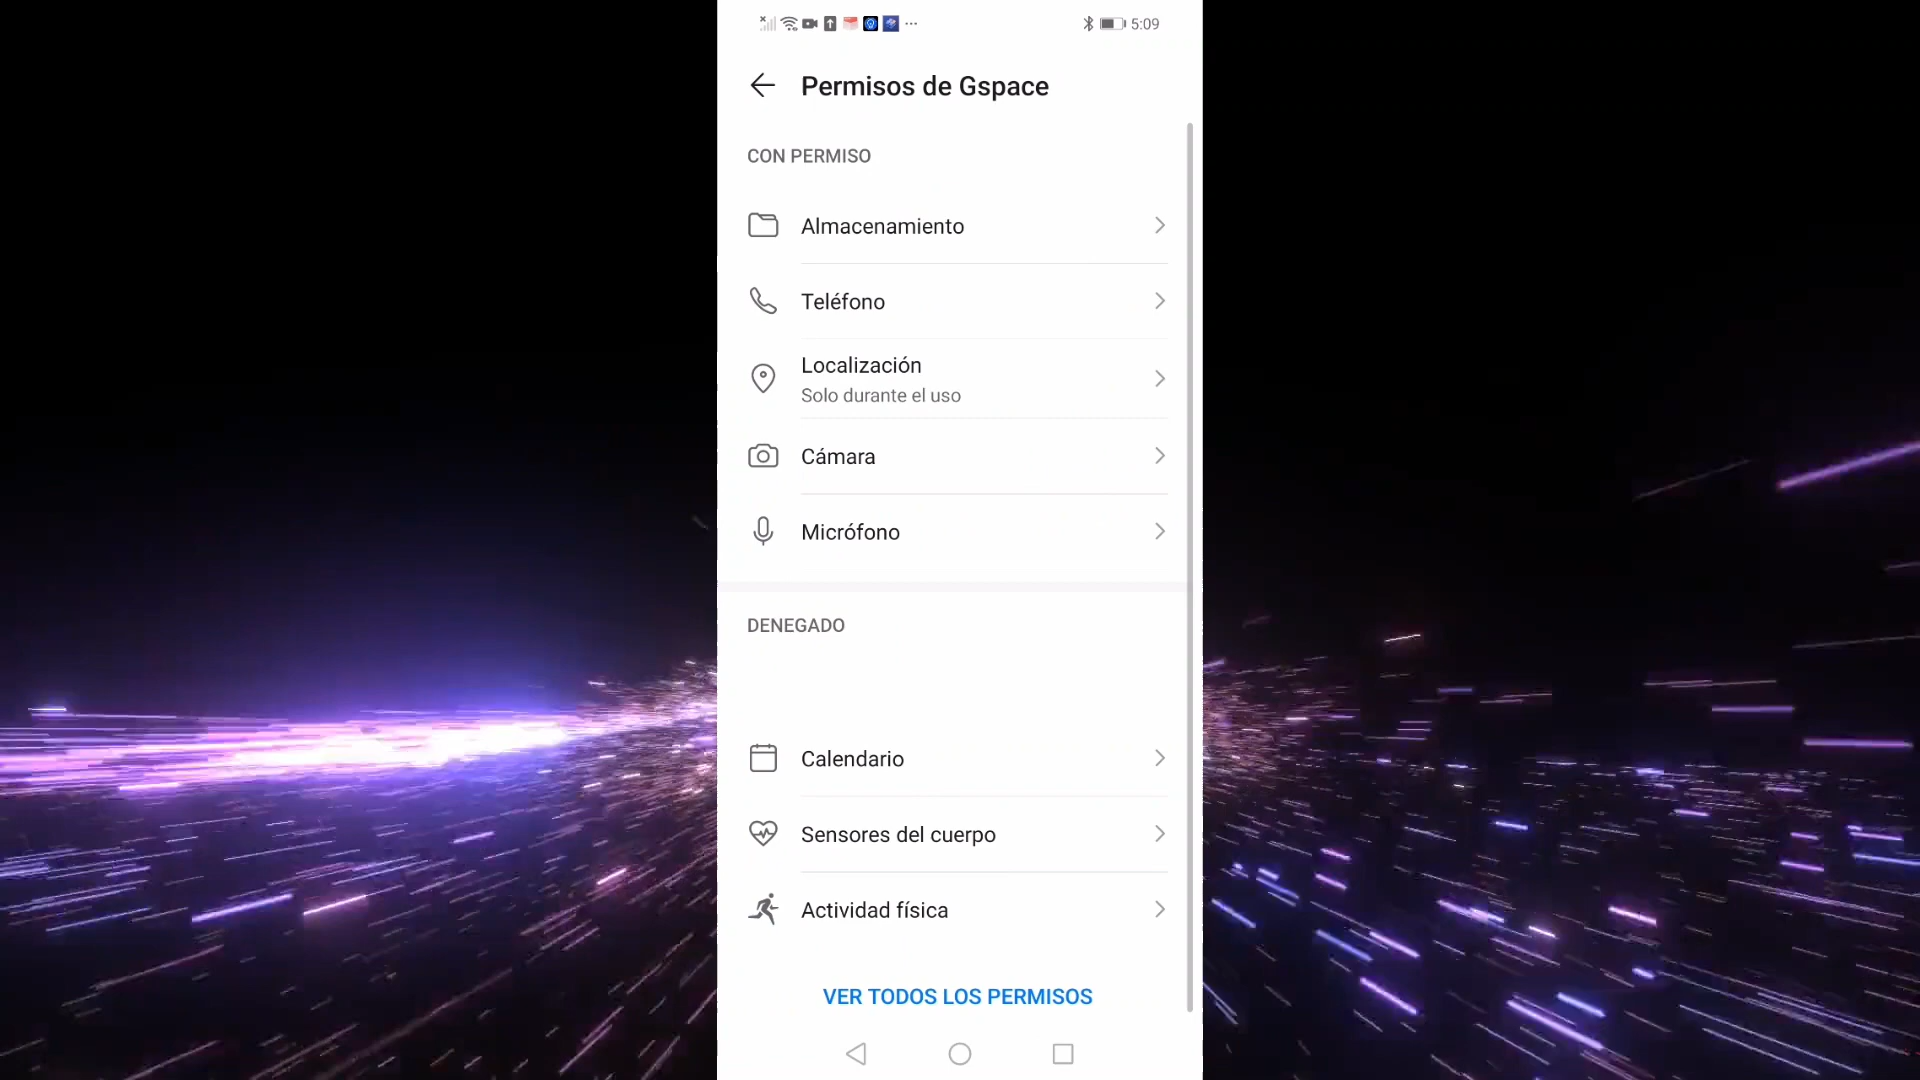 5:09
Permisos de Gspace
CON PERMISO
Almacenamiento
Teléfono
Localización
Solo durante el uso
Cámara
Micrófono
DENEGADO
Calendario
Sensores del cuerpo
Actividad física
VER TODOS LOS PERMISOS